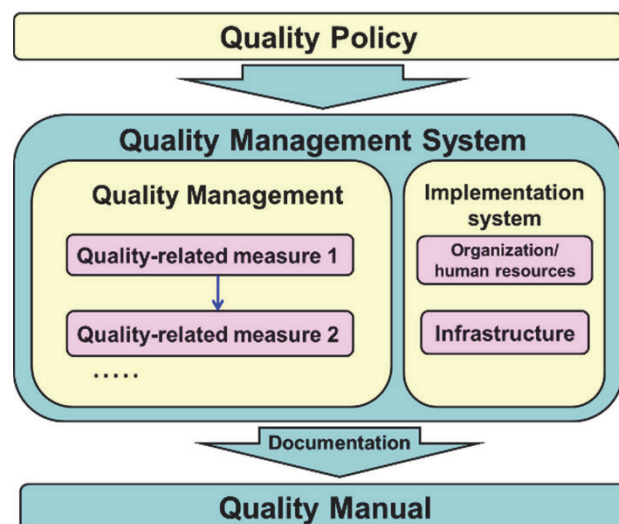 Quality Policy
Quality Management System
Quality Management
Quality-related measure 1
Quality-related measure 2
.....
Implementation
system
Organization/
human resources
Infrastructure
Documentation
Quality Manual